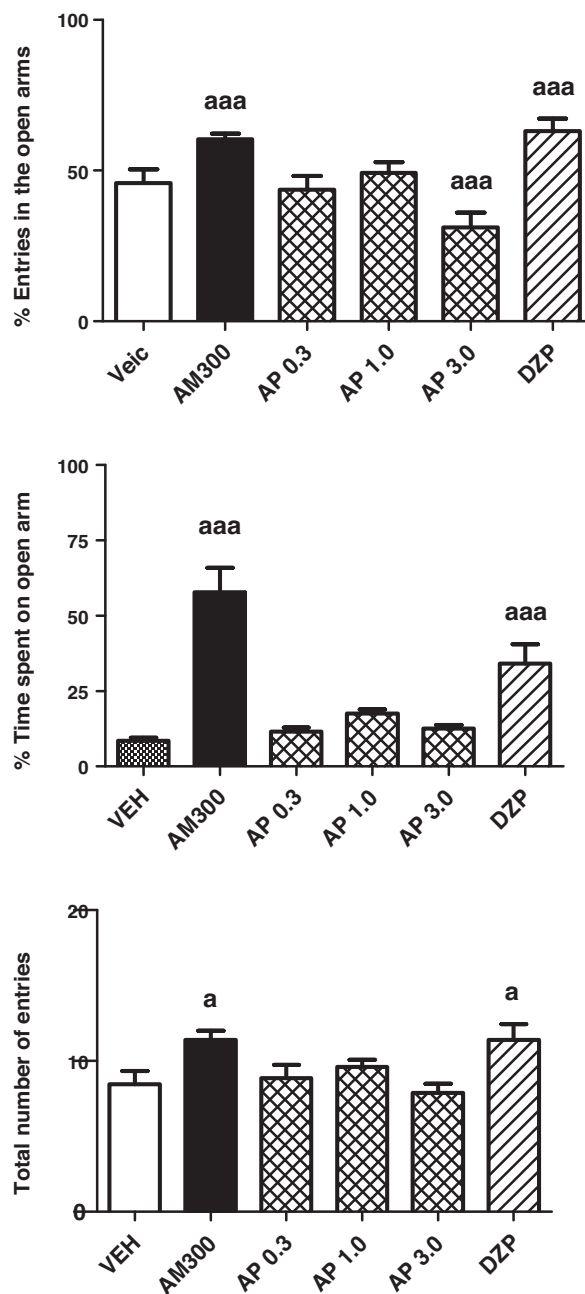 100
50
0
% Entries in the open arms
aaa
aaa
aaa
Veic
AM300
AP 0.3
AP 1.0
AP 3.0
DZP
100
75
50
25
0
% Time spent on open arm
aaa
aaa
VEH
AM300
AP 0.3
AP 1.0
AP 3.0
DZP
20
10
0
Total number of entries
a
a
VEH
AM300
AP 0.3
AP 1.0
AP 3.0
DZP